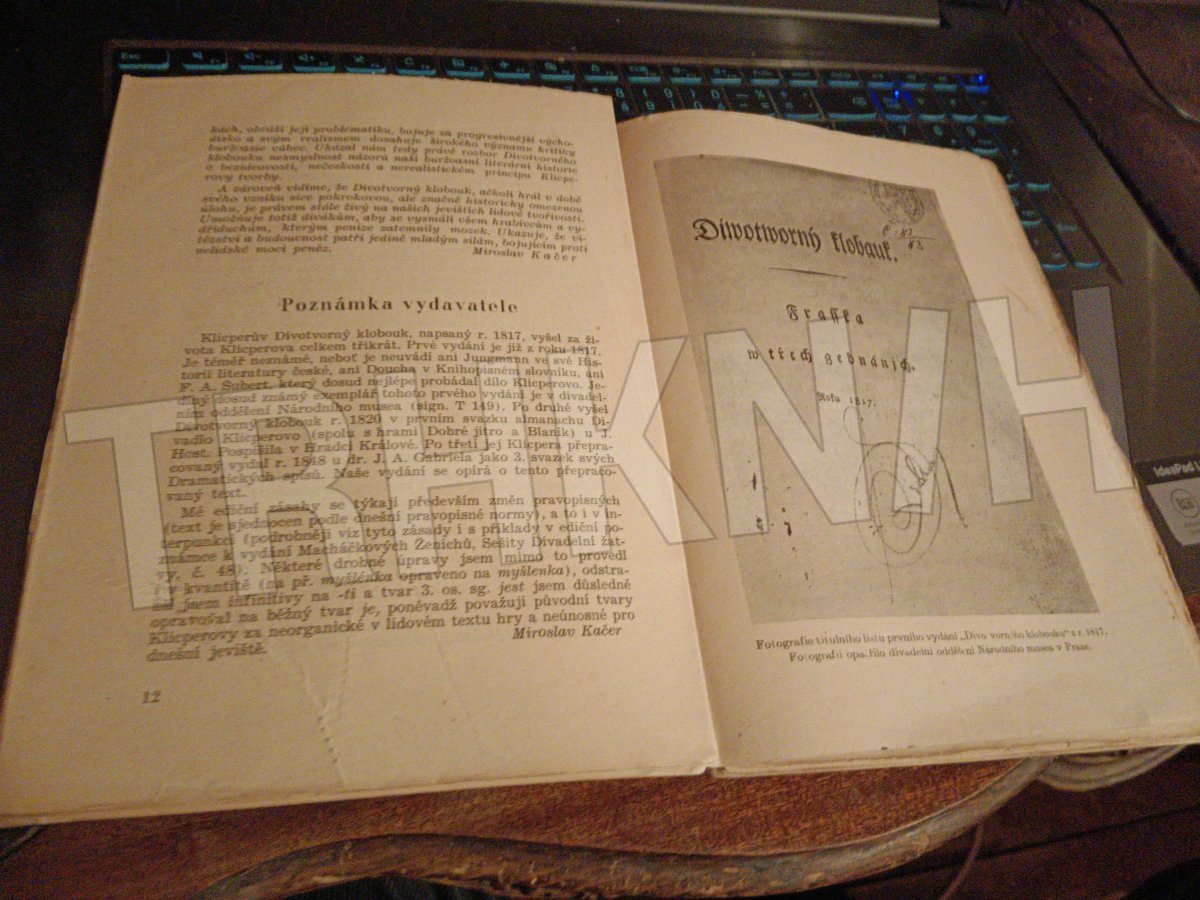 kách, obráží její problematiku, bojuje za progresivnější výcho-
disko a svým realismem dosahuje širokého významu kritiky
buržoasie vůbec. Ukázal nám tedy právě rozbor Divotvorného
klobouku nesmyslnost názorů naší buržoasní literární historie
o bezideovosti, nečeskosti a nerealistickém principu Klicpe-
rovy tvorby.
A zároveň vidíme, že Divotvorný klobouk, ačkoli hrál v době
svého vzniku sice pokrokovou, ale značně historicky omezenou
úlohu, je právem stále živý na našich jevištích lidové tvořivosti.
Umožňuje totiž divákům, aby se vysmáli všem hrabivcům a vy-
dřiduchům, kterým peníze zatemnily mozek. Ukazuje, že ví-
tězství a budoucnost patří jedině mladým silám, bojujícím proti
nelidské moci peněz.
Miroslav Kačer
Poznámka vydavatele
Klicperův Divotvorný klobouk, napsaný r. 1817, vyšel za ži-
vota Klicperova celkem třikrát. Prvé vydání je již z roku 1817.
Je téměř neznámé, neboť je neuvádí ani Jungmann ve své His-
torii literatury české, ani Doucha v Knihopisném slovníku, ani
F. A. Šubert, který dosud nejlépe probádal dílo Klicperovo. Je-
diný dosud známý exemplář tohoto prvého vydání je v divadel-
ním oddělení Národního musea (sign. T 149). Po druhé vyšel
Divotvorný klobouk r. 1820 v prvním svazku almanachu Di-
vadlo Klicperovo (spolu s hrami Dobré jitro a Blaník) u J.
Host. Pospíšila v Hradci Králové. Po třetí jej Klicpera přepra-
covaný vydal r. 1848 u dr. J. A. Gabriela jako 3. svazek svých
Dramatických spisů. Naše vydání se opírá o tento přepraco-
vaný text.
Mé ediční zásahy se týkají především změn pravopisných
(text je sjednocen podle dnešní pravopisné normy), a to i v in-
terpunkci (podrobněji viz tyto zásady i s příklady v ediční po-
známce k vydání Macháčkových Ženichů, Sešity Divadelní žat-
vy, č. 48). Některé drobné úpravy jsem mimo to provedl
i v kvantitě (na př. myšlénka opraveno na myšlenka), odstra-
nil jsem infinitivy na -ti a tvar 3. os. sg. jest jsem důsledně
opravoval na běžný tvar je, poněvadž považuji původní tvary
Klicperovy za neorganické v lidovém textu hry a neúnosné pro
dnešní jeviště.
Miroslav Kačer
12
Diwotworný klobauk.
Frasska
w třech gednánjch.
Roku 1817.
Fotografie titulního listu prvního vydání „Divo vorného klobouku" z r. 1817.
Fotografii opa.řilo divadelní oddělení Národního musea v Praze.
TRHKNIH
IdeaPad